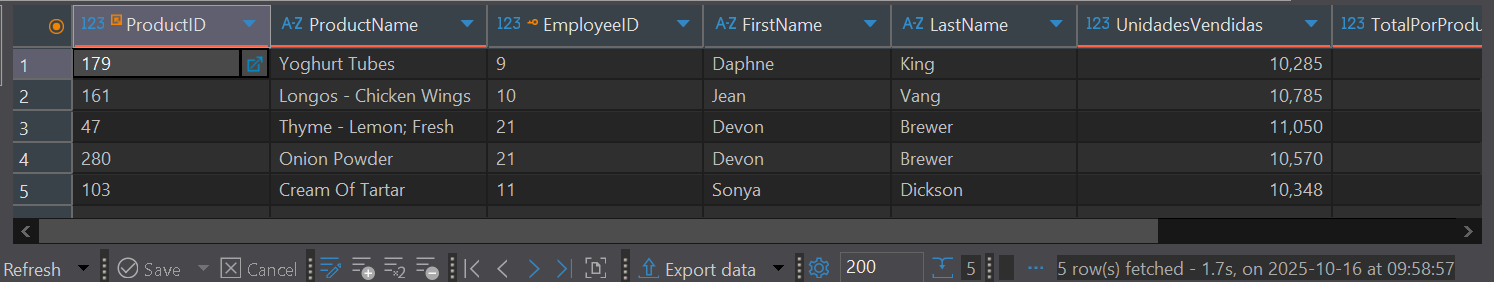 123 ProductID A-Z ProductName 123 EmployeeID A-Z FirstName A-Z LastName 123 UnidadesVendidas 123 TotalPorProdu
1 179 Yoghurt Tubes 9 Daphne King 10,285
2 161 Longos - Chicken Wings 10 Jean Vang 10,785
3 47 Thyme - Lemon; Fresh 21 Devon Brewer 11,050
4 280 Onion Powder 21 Devon Brewer 10,570
5 103 Cream Of Tartar 11 Sonya Dickson 10,348
Refresh Save Cancel Export data 200 5 ... 5 row(s) fetched - 1.7s, on 2025-10-16 at 09:58:57